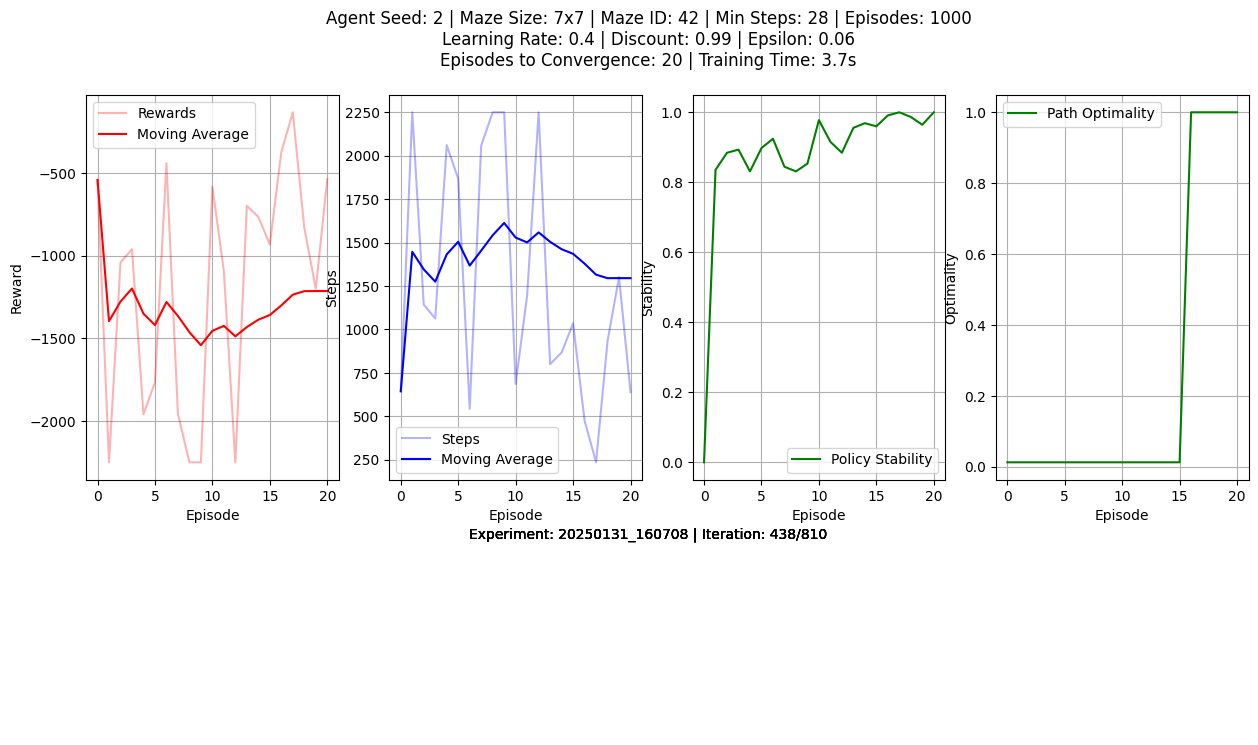 Agent Seed: 2 | Maze Size: 7x7 | Maze ID: 42 | Min Steps: 28 | Episodes: 1000
Learning Rate: 0.4 | Discount: 0.99 | Epsilon: 0.06
Episodes to Convergence: 20 | Training Time: 3.7s
Rewards
Moving Average
−500
−1000
−1500
−2000
Reward
0 5 10 15 20
Episode
2250
2000
1750
1500
1250
1000
750
500
250
Steps
Steps
Moving Average
0 5 10 15 20
Episode
1.0
0.8
0.6
0.4
0.2
0.0
Stability
Policy Stability
0 5 10 15 20
Episode
Path Optimality
1.0
0.8
0.6
0.4
0.2
0.0
Optimality
0 5 10 15 20
Episode
Experiment: 20250131_160708 | Iteration: 438/810